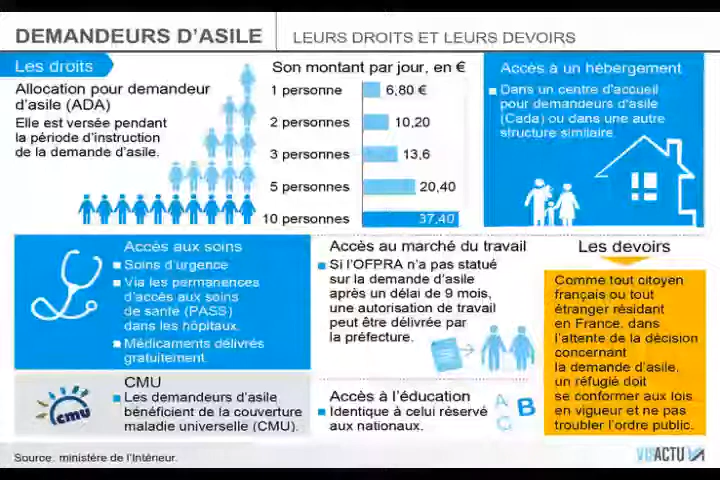 DEMANDEURS D'ASILE
LEURS DROITS ET LEURS DEVOIRS
Les droits
Allocation pour demandeur
d'asile (ADA)
Elle est versée pendant
la période d'instruction
de la demande d'asile.
Son montant par jour, en €
1 personne 6,80 €
2 personnes 10,20
3 personnes 13,6
5 personnes 20,40
10 personnes 37,40
Accès à un hébergement
Dans un centre d'accueil
pour demandeurs d'asile
(Cada) ou dans une autre
structure similaire.
Accès aux soins
Soins d'urgence
Via les permanences
d'accès aux soins
de santé (PASS)
dans les hôpitaux.
Médicaments délivrés
gratuitement.
cmu
CMU
Les demandeurs d'asile
bénéficient de la couverture
maladie universelle (CMU).
Accès au marché du travail
Si l'OFPRA n'a pas statué
sur la demande d'asile
après un délai de 9 mois,
une autorisation de travail
peut être délivrée par
la préfecture.
Accès à l'éducation
Identique à celui réservé
aux nationaux.
A
B
C
Les devoirs
Comme tout citoyen
français ou tout
étranger résidant
en France, dans
l'attente de la décision
concernant
la demande d'asile,
un réfugié doit
se conformer aux lois
en vigueur et ne pas
troubler l'ordre public.
Source: ministère de l'Intérieur.
VISACTU